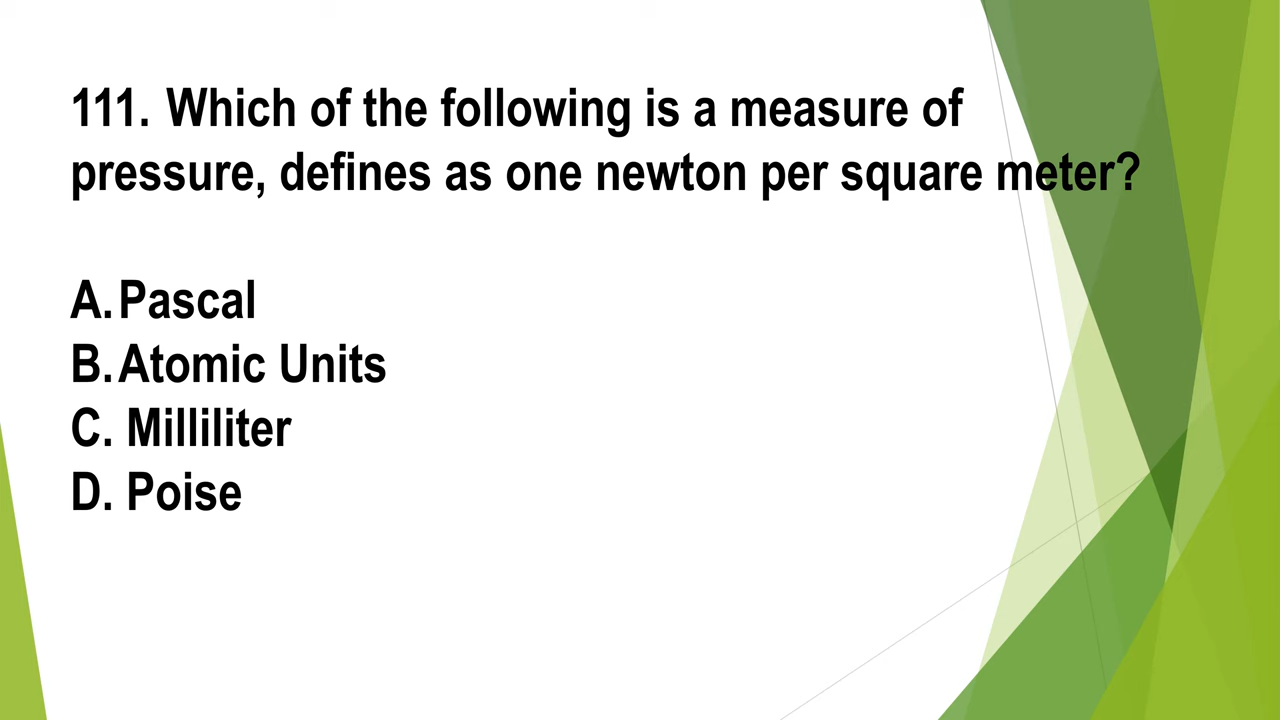 111. Which of the following is a measure of
pressure, defines as one newton per square meter?
A. Pascal
B. Atomic Units
C. Milliliter
D. Poise